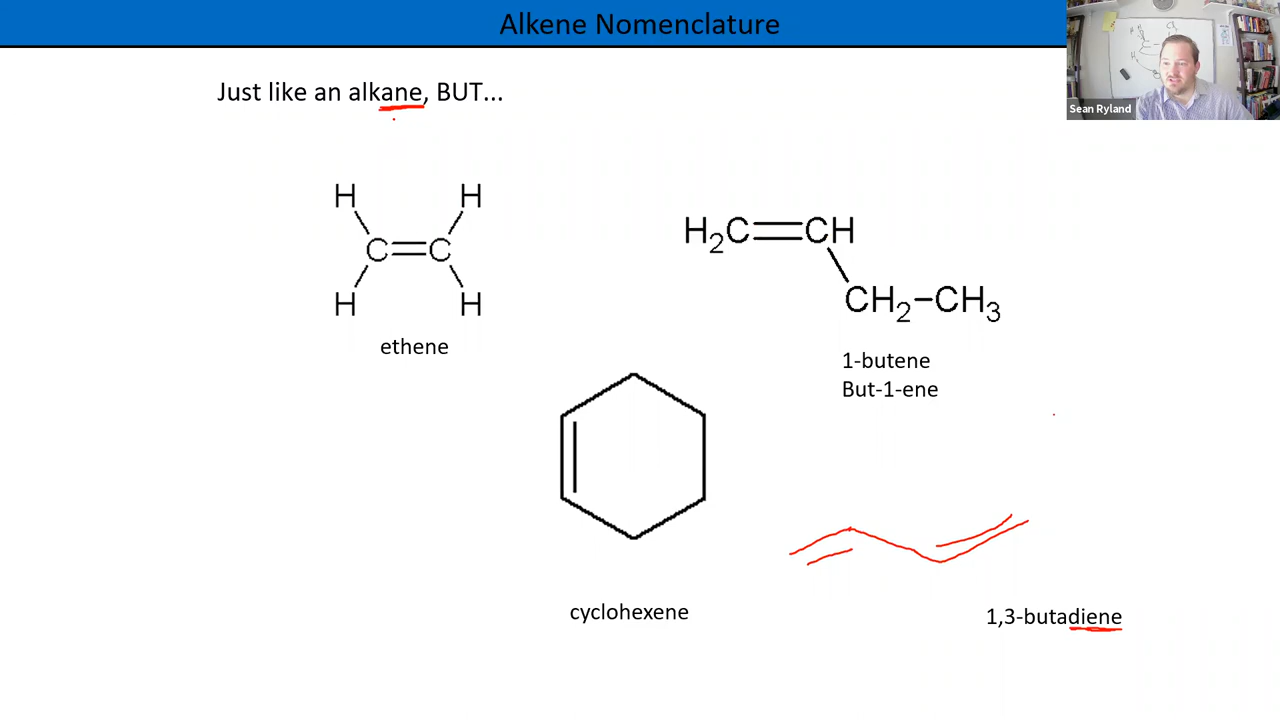 Alkene Nomenclature
Sean Ryland
Just like an alkane, BUT...
H H
C C
H H
ethene
H₂C CH
CH₂-CH₃
1-butene
But-1-ene
cyclohexene
1,3-butadiene